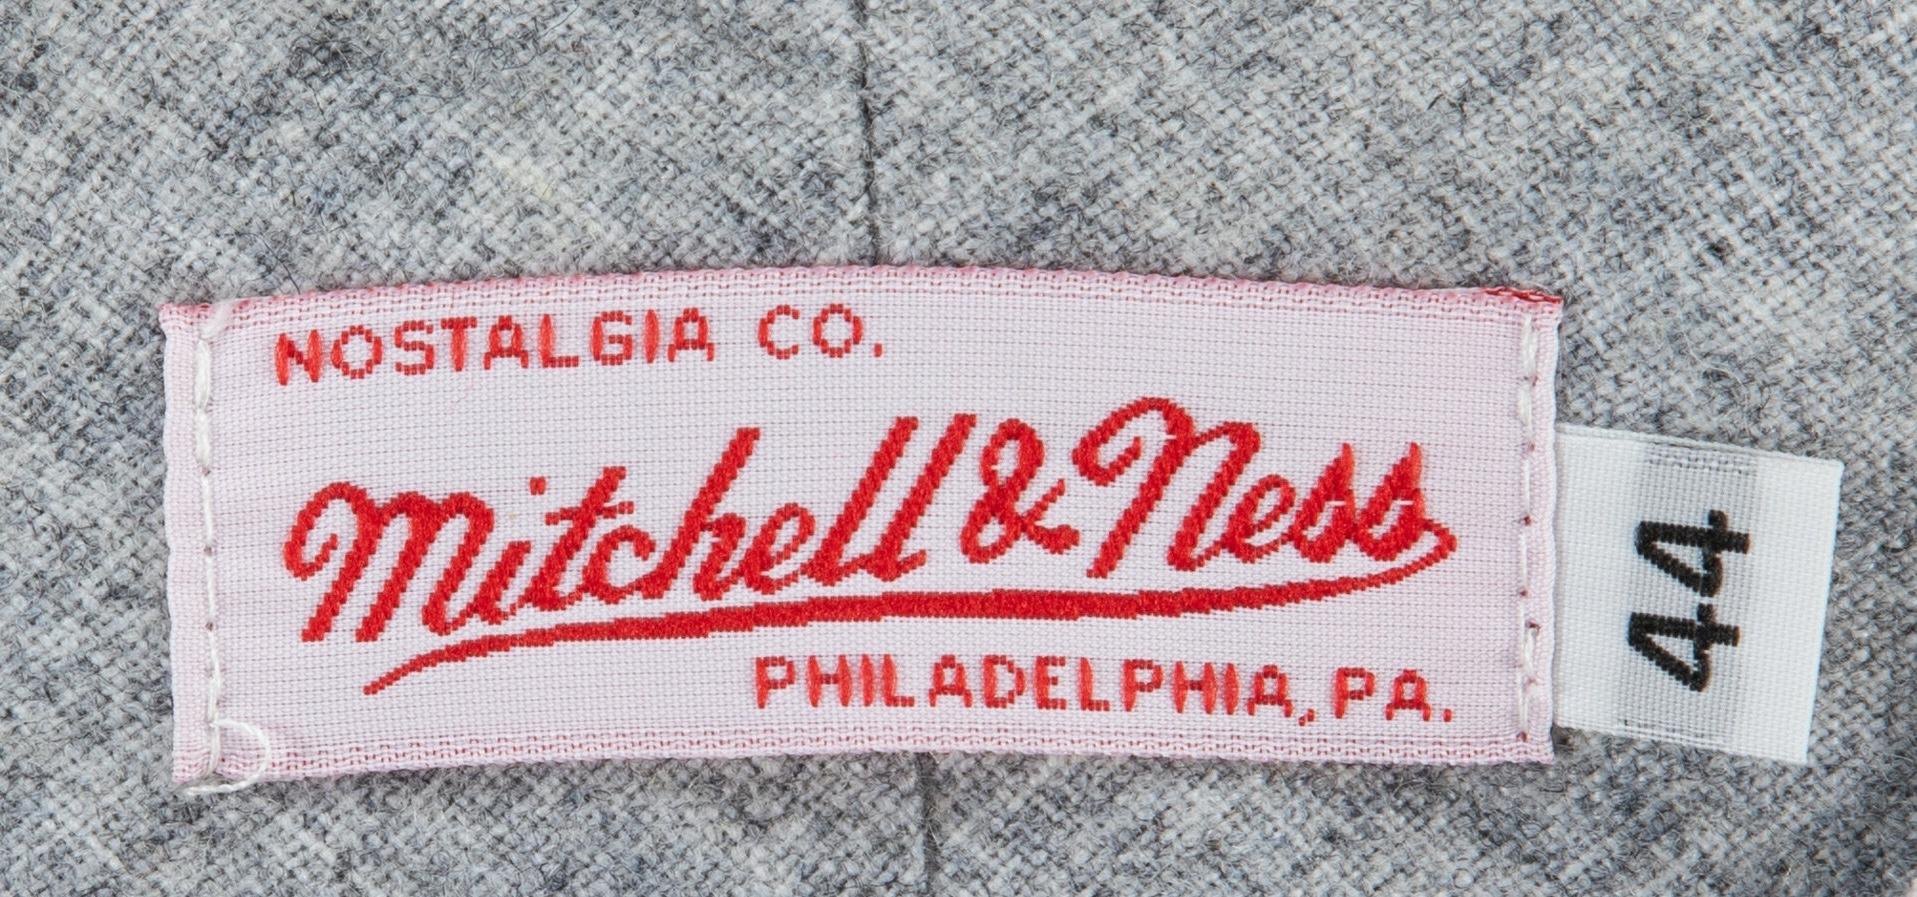 NOSTALGIA CO.
Mitchell & Ness
PHILADELPHIA, PA.
44